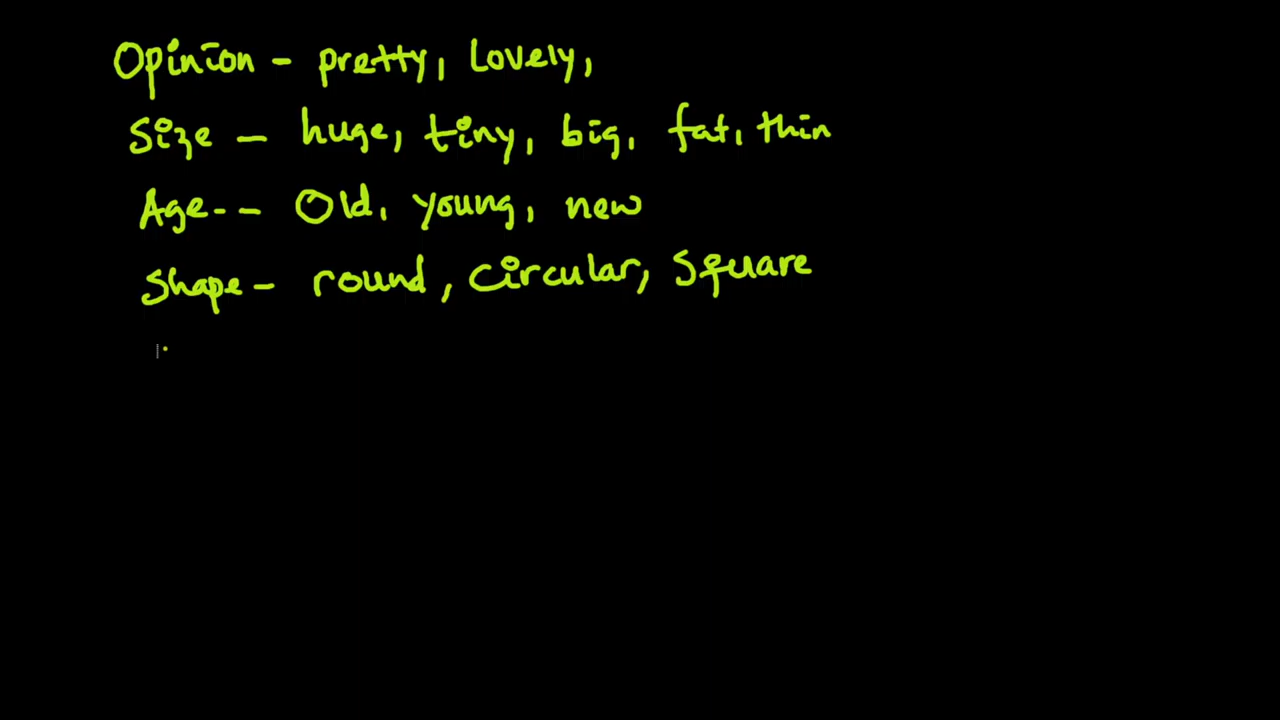 Opinion - pretty, Lovely,
Size - huge, tiny, big, fat, thin
Age-- Old, young, new
Shape - round, circular, square